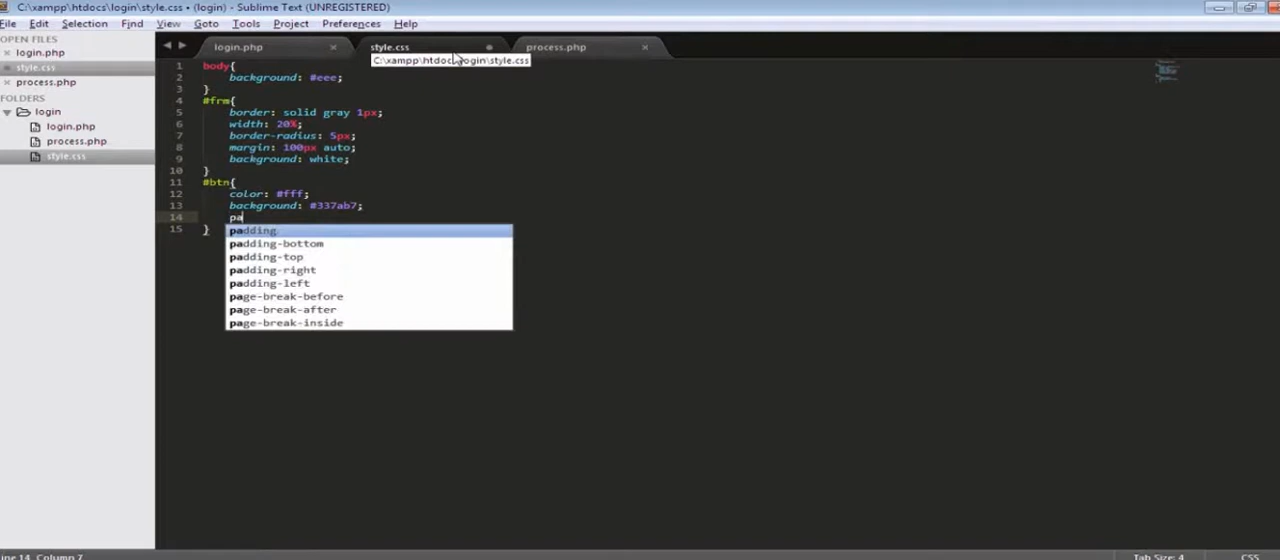 C:\xampp\htdocs\login\style.css • (login) - Sublime Text (UNREGISTERED)
File Edit Selection Find View Goto Tools Project Preferences Help
OPEN FILES
login.php
style.css
process.php
FOLDERS
login
login.php
process.php
style.css
login.php
style.css
process.php
C:\xampp\htdocs\login\style.css
1 body{
2 background: #eee;
3 }
4 #frm{
5 border: solid gray 1px;
6 width: 20%;
7 border-radius: 5px;
8 margin: 100px auto;
9 background: white;
10 }
11 #btn{
12 color: #fff;
13 background: #337ab7;
14 pa
15 }
padding
padding-bottom
padding-top
padding-right
padding-left
page-break-before
page-break-after
page-break-inside
Line 14, Column 7
Tab Size: 4
CSS